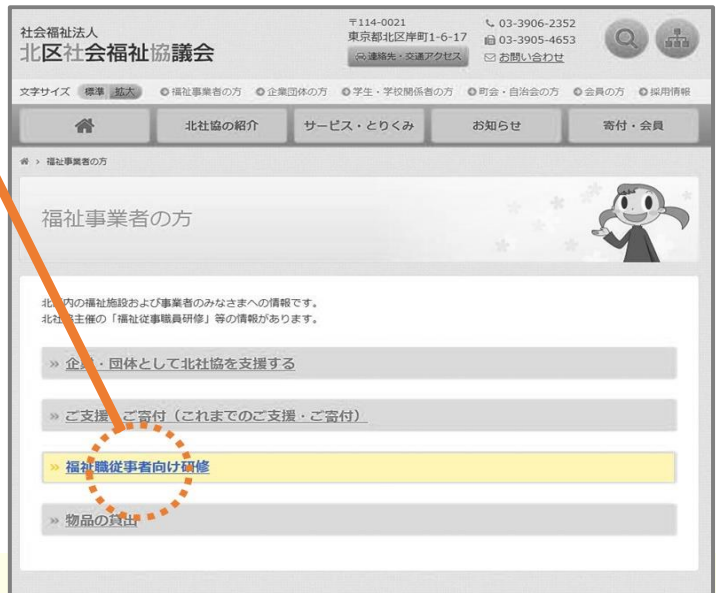 社会福祉法人
北区社会福祉協議会
〒114-0021
東京都北区岸町1-6-17
連絡先・交通アクセス
03-3906-2352
03-3905-4653
お問い合わせ
文字サイズ 標準 拡大 福祉事業者の方 企業団体の方 学生・学校関係者の方 町会・自治会の方 会員の方 採用情報
北社協の紹介 サービス・とりくみ お知らせ 寄付・会員
> 福祉事業者の方
福祉事業者の方
北区内の福祉施設および事業者のみなさまへの情報です。
北社協主催の「福祉従事職員研修」等の情報があります。
» 企業・団体として北社協を支援する
» ご支援・ご寄付（これまでのご支援・ご寄付）
» 福祉職従事者向け研修
» 物品の貸出